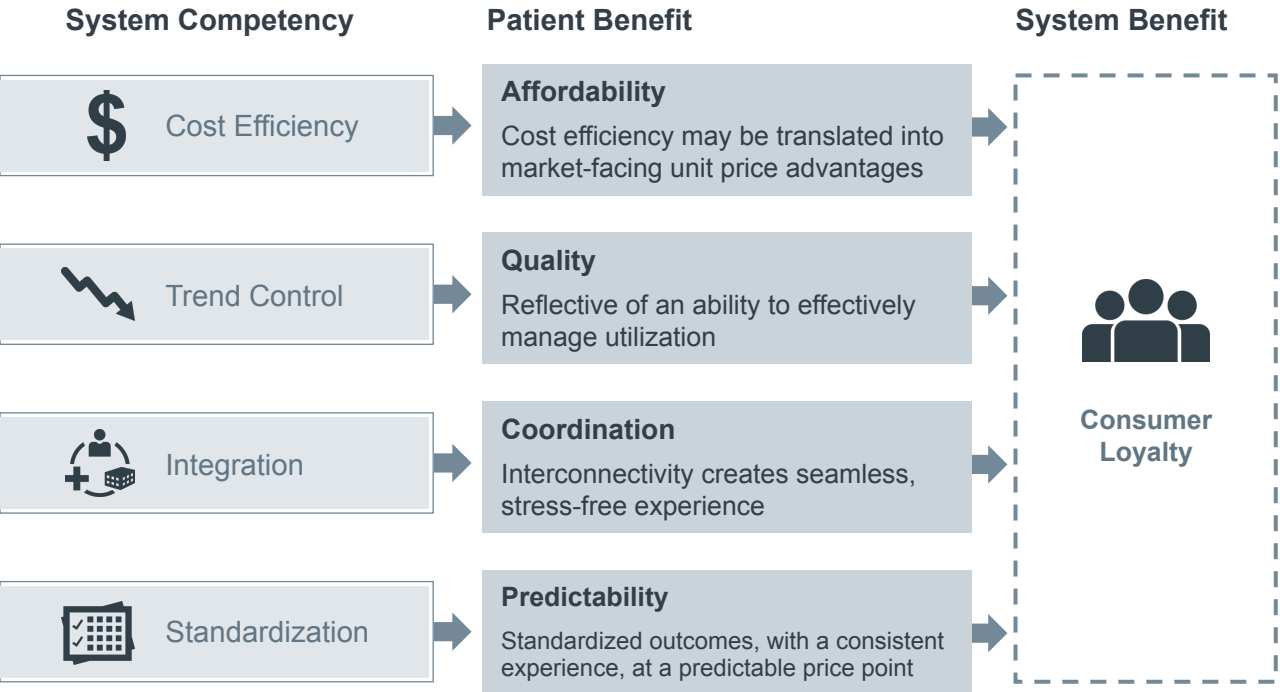 System Competency
Patient Benefit
System Benefit
$
Cost Efficiency
Affordability
Cost efficiency may be translated into
market-facing unit price advantages
Trend Control
Quality
Reflective of an ability to effectively
manage utilization
Integration
Coordination
Interconnectivity creates seamless,
stress-free experience
Standardization
Predictability
Standardized outcomes, with a consistent
experience, at a predictable price point
Consumer
Loyalty